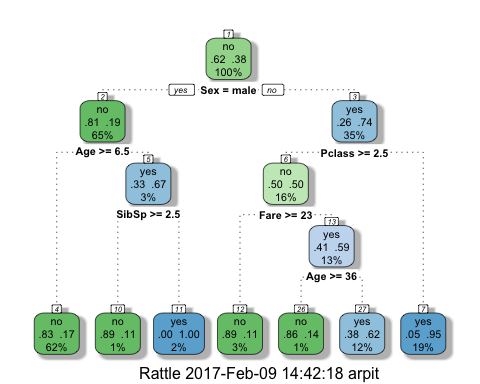 1
no
.62 .38
100%
yes Sex = male no
2
no
.81 .19
65%
3
yes
.26 .74
35%
Age >= 6.5
Pclass >= 2.5
5
yes
.33 .67
3%
6
no
.50 .50
16%
SibSp >= 2.5
Fare >= 23
13
yes
.41 .59
13%
Age >= 36
4
no
.83 .17
62%
10
no
.89 .11
1%
11
yes
.00 1.00
2%
12
no
.89 .11
3%
26
no
.86 .14
1%
27
yes
.38 .62
12%
7
yes
.05 .95
19%
Rattle 2017-Feb-09 14:42:18 arpit